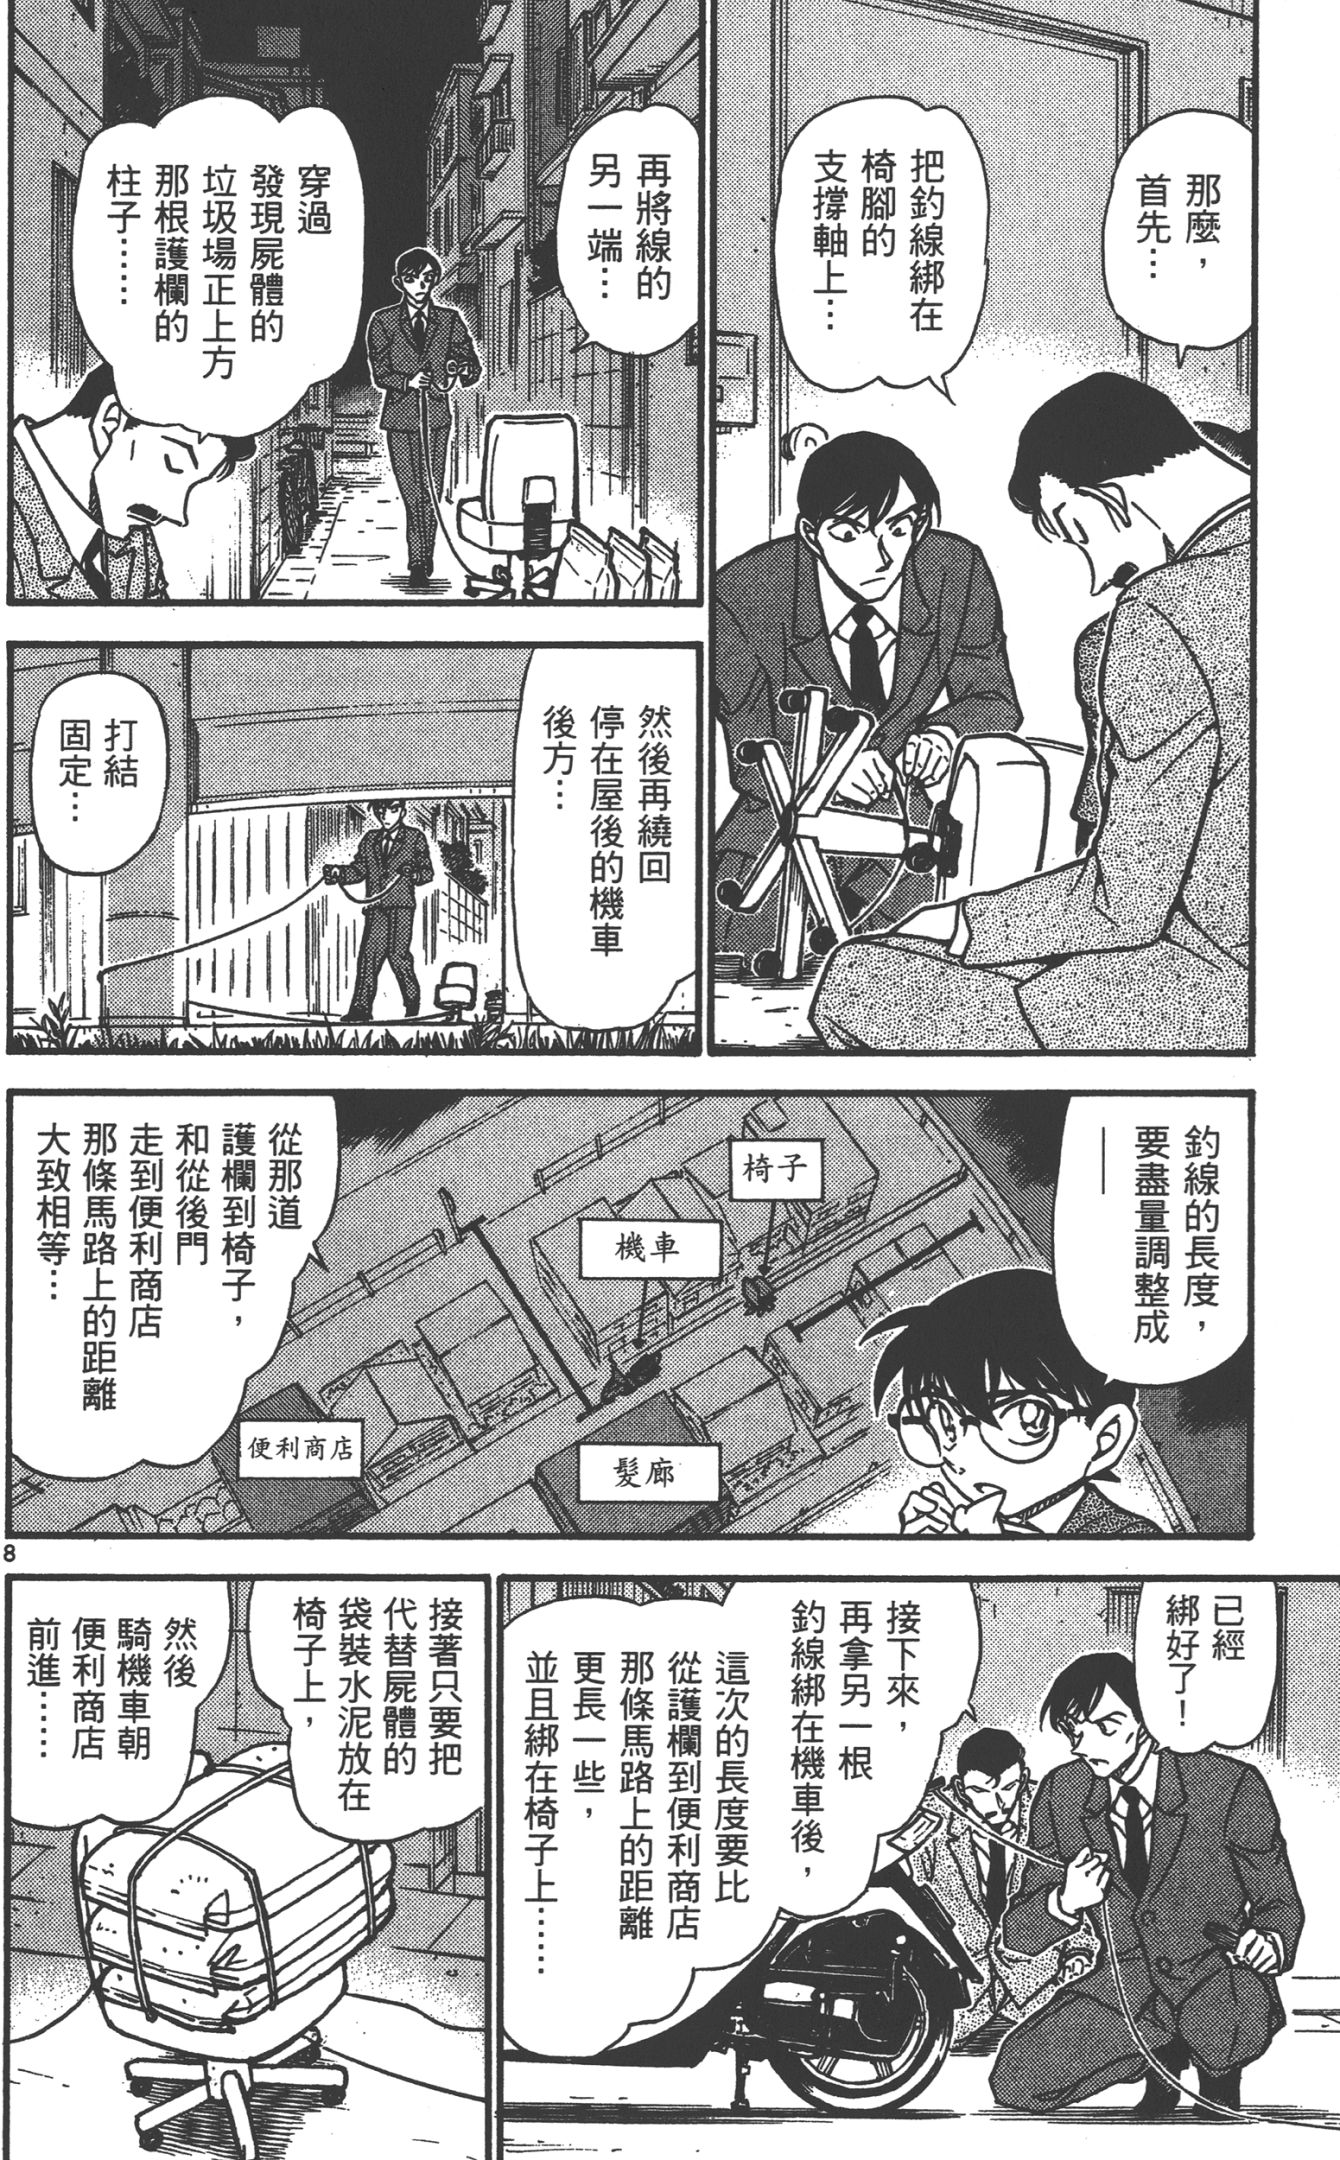 那麼，
首先…
把釣線綁在
椅腳的
支撐軸上…
再將線的
另一端…
穿過
發現屍體的
垃圾場正上方
那根護欄的
柱子……
然後再繞回
停在屋後的機車
後方…
打結
固定…
釣線的長度，
要盡量調整成
——
椅子
機車
便利商店
髮廊
從那道
護欄到椅子，
和從後門
走到便利商店
那條馬路上的距離
大致相等…
8
已經
綁好了！
接下來，
再拿另一根
釣線綁在機車後，
這次的長度要比
從護欄到便利商店
那條馬路上的距離
更長一些，
並且綁在椅子上……
接著只要把
代替屍體的
袋裝水泥放在
椅子上，
然後
騎機車朝
便利商店
前進……